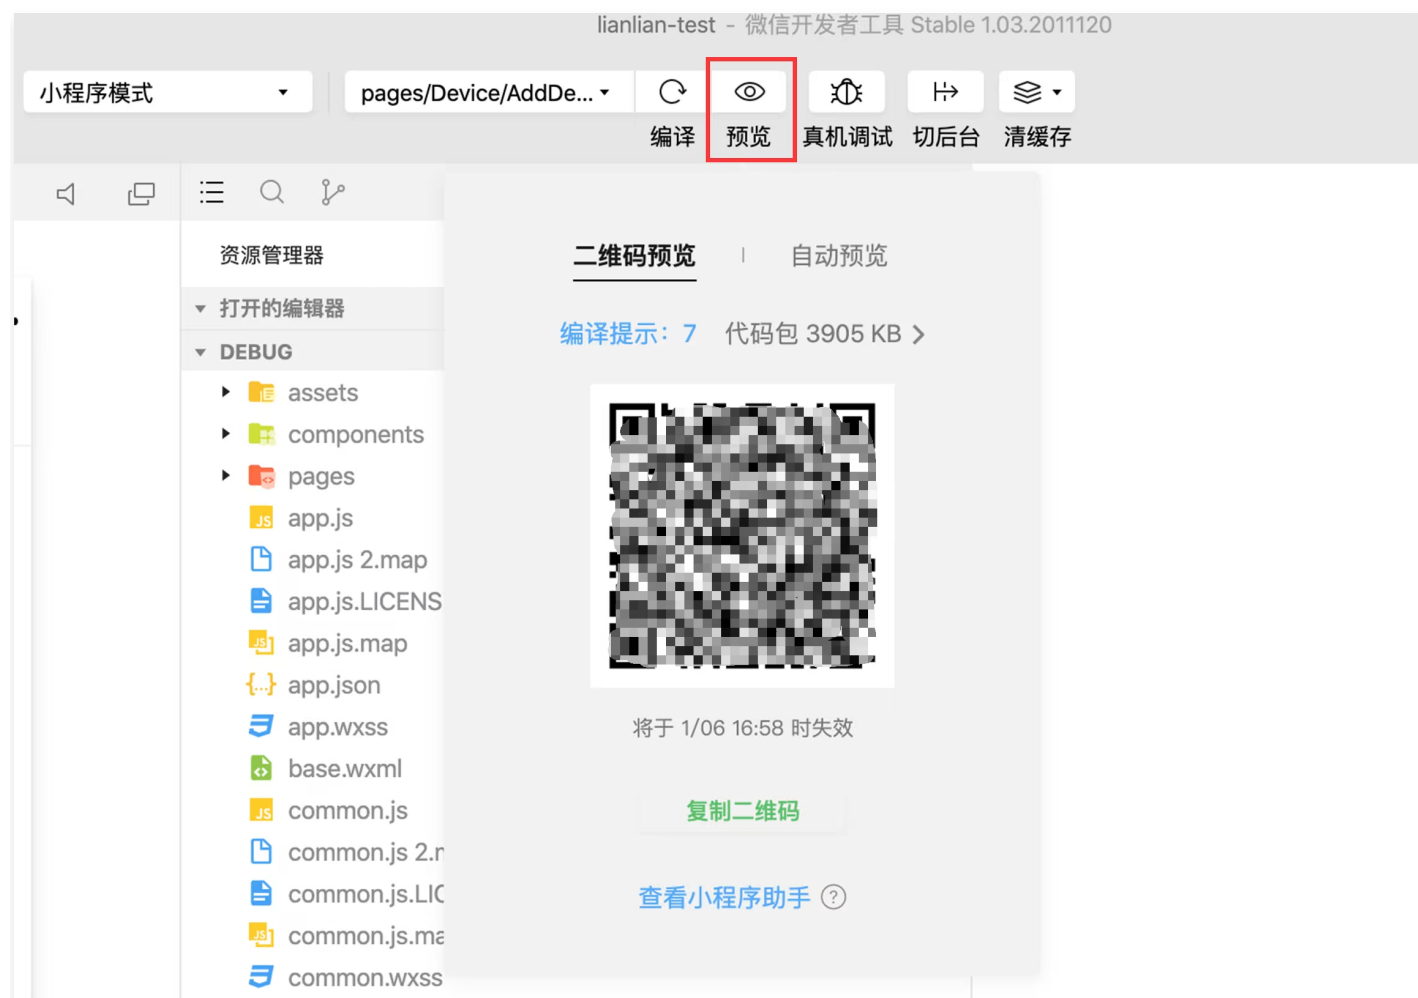 lianlian-test - 微信开发者工具 Stable 1.03.2011120
小程序模式
pages/Device/AddDe...
编译
预览
真机调试
切后台
清缓存
资源管理器
打开的编辑器
DEBUG
assets
components
pages
app.js
app.js 2.map
app.js.LICENS
app.js.map
app.json
app.wxss
base.wxml
common.js
common.js 2.m
common.js.LIC
common.js.ma
common.wxss
二维码预览
自动预览
编译提示：7 代码包 3905 KB
将于 1/06 16:58 时失效
复制二维码
查看小程序助手 ?